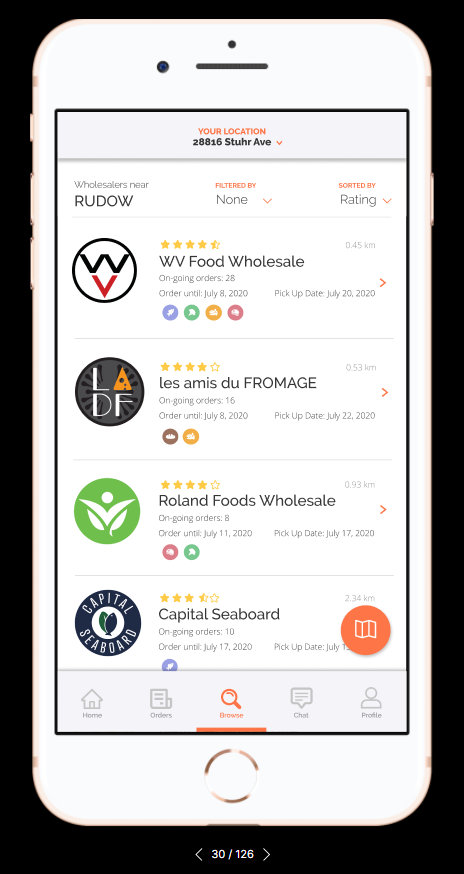 YOUR LOCATION
28816 Stuhr Ave
Wholesalers near
RUDOW
FILTERED BY
None
SORTED BY
Rating
0.45 km
WV Food Wholesale
On-going orders: 28
Order until: July 8, 2020 Pick Up Date: July 20, 2020
LADF
0.53 km
les amis du FROMAGE
On-going orders: 16
Order until: July 8, 2020 Pick Up Date: July 22, 2020
0.93 km
Roland Foods Wholesale
On-going orders: 8
Order until: July 11, 2020 Pick Up Date: July 17, 2020
CAPITAL
SEABOARD
2.34 km
Capital Seaboard
On-going orders: 10
Order until: July 17, 2020 Pick Up Date: July
Home Orders Browse Chat Profile
30 / 126